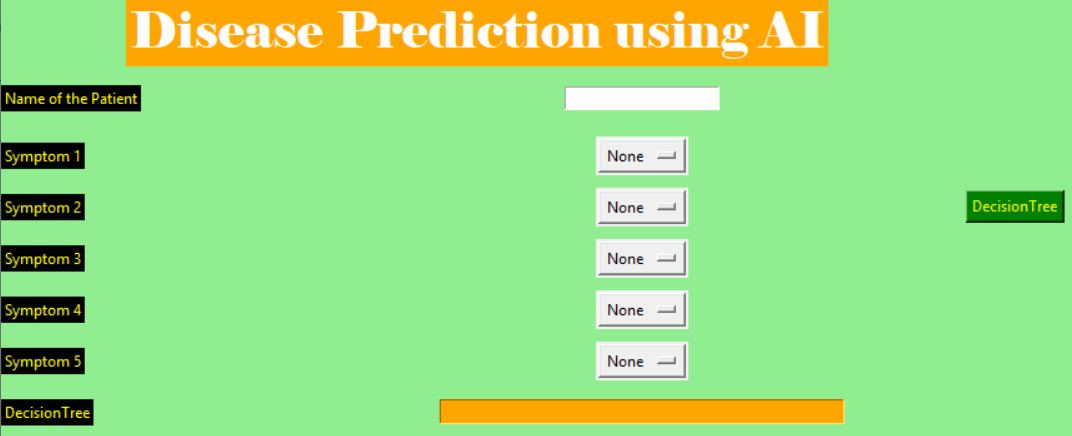 Disease Prediction using AI
Name of the Patient
Symptom 1
None
Symptom 2
None
DecisionTree
Symptom 3
None
Symptom 4
None
Symptom 5
None
DecisionTree